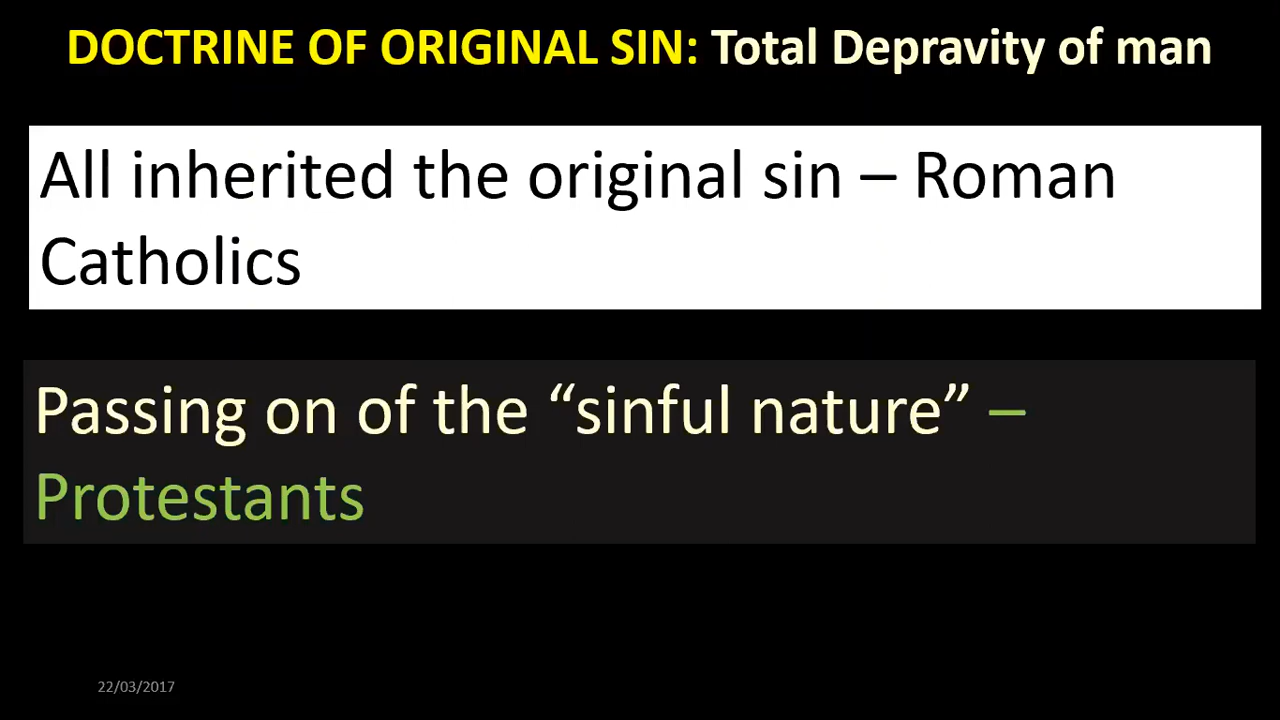 DOCTRINE OF ORIGINAL SIN: Total Depravity of man
All inherited the original sin – Roman
Catholics
Passing on of the “sinful nature” –
Protestants
22/03/2017